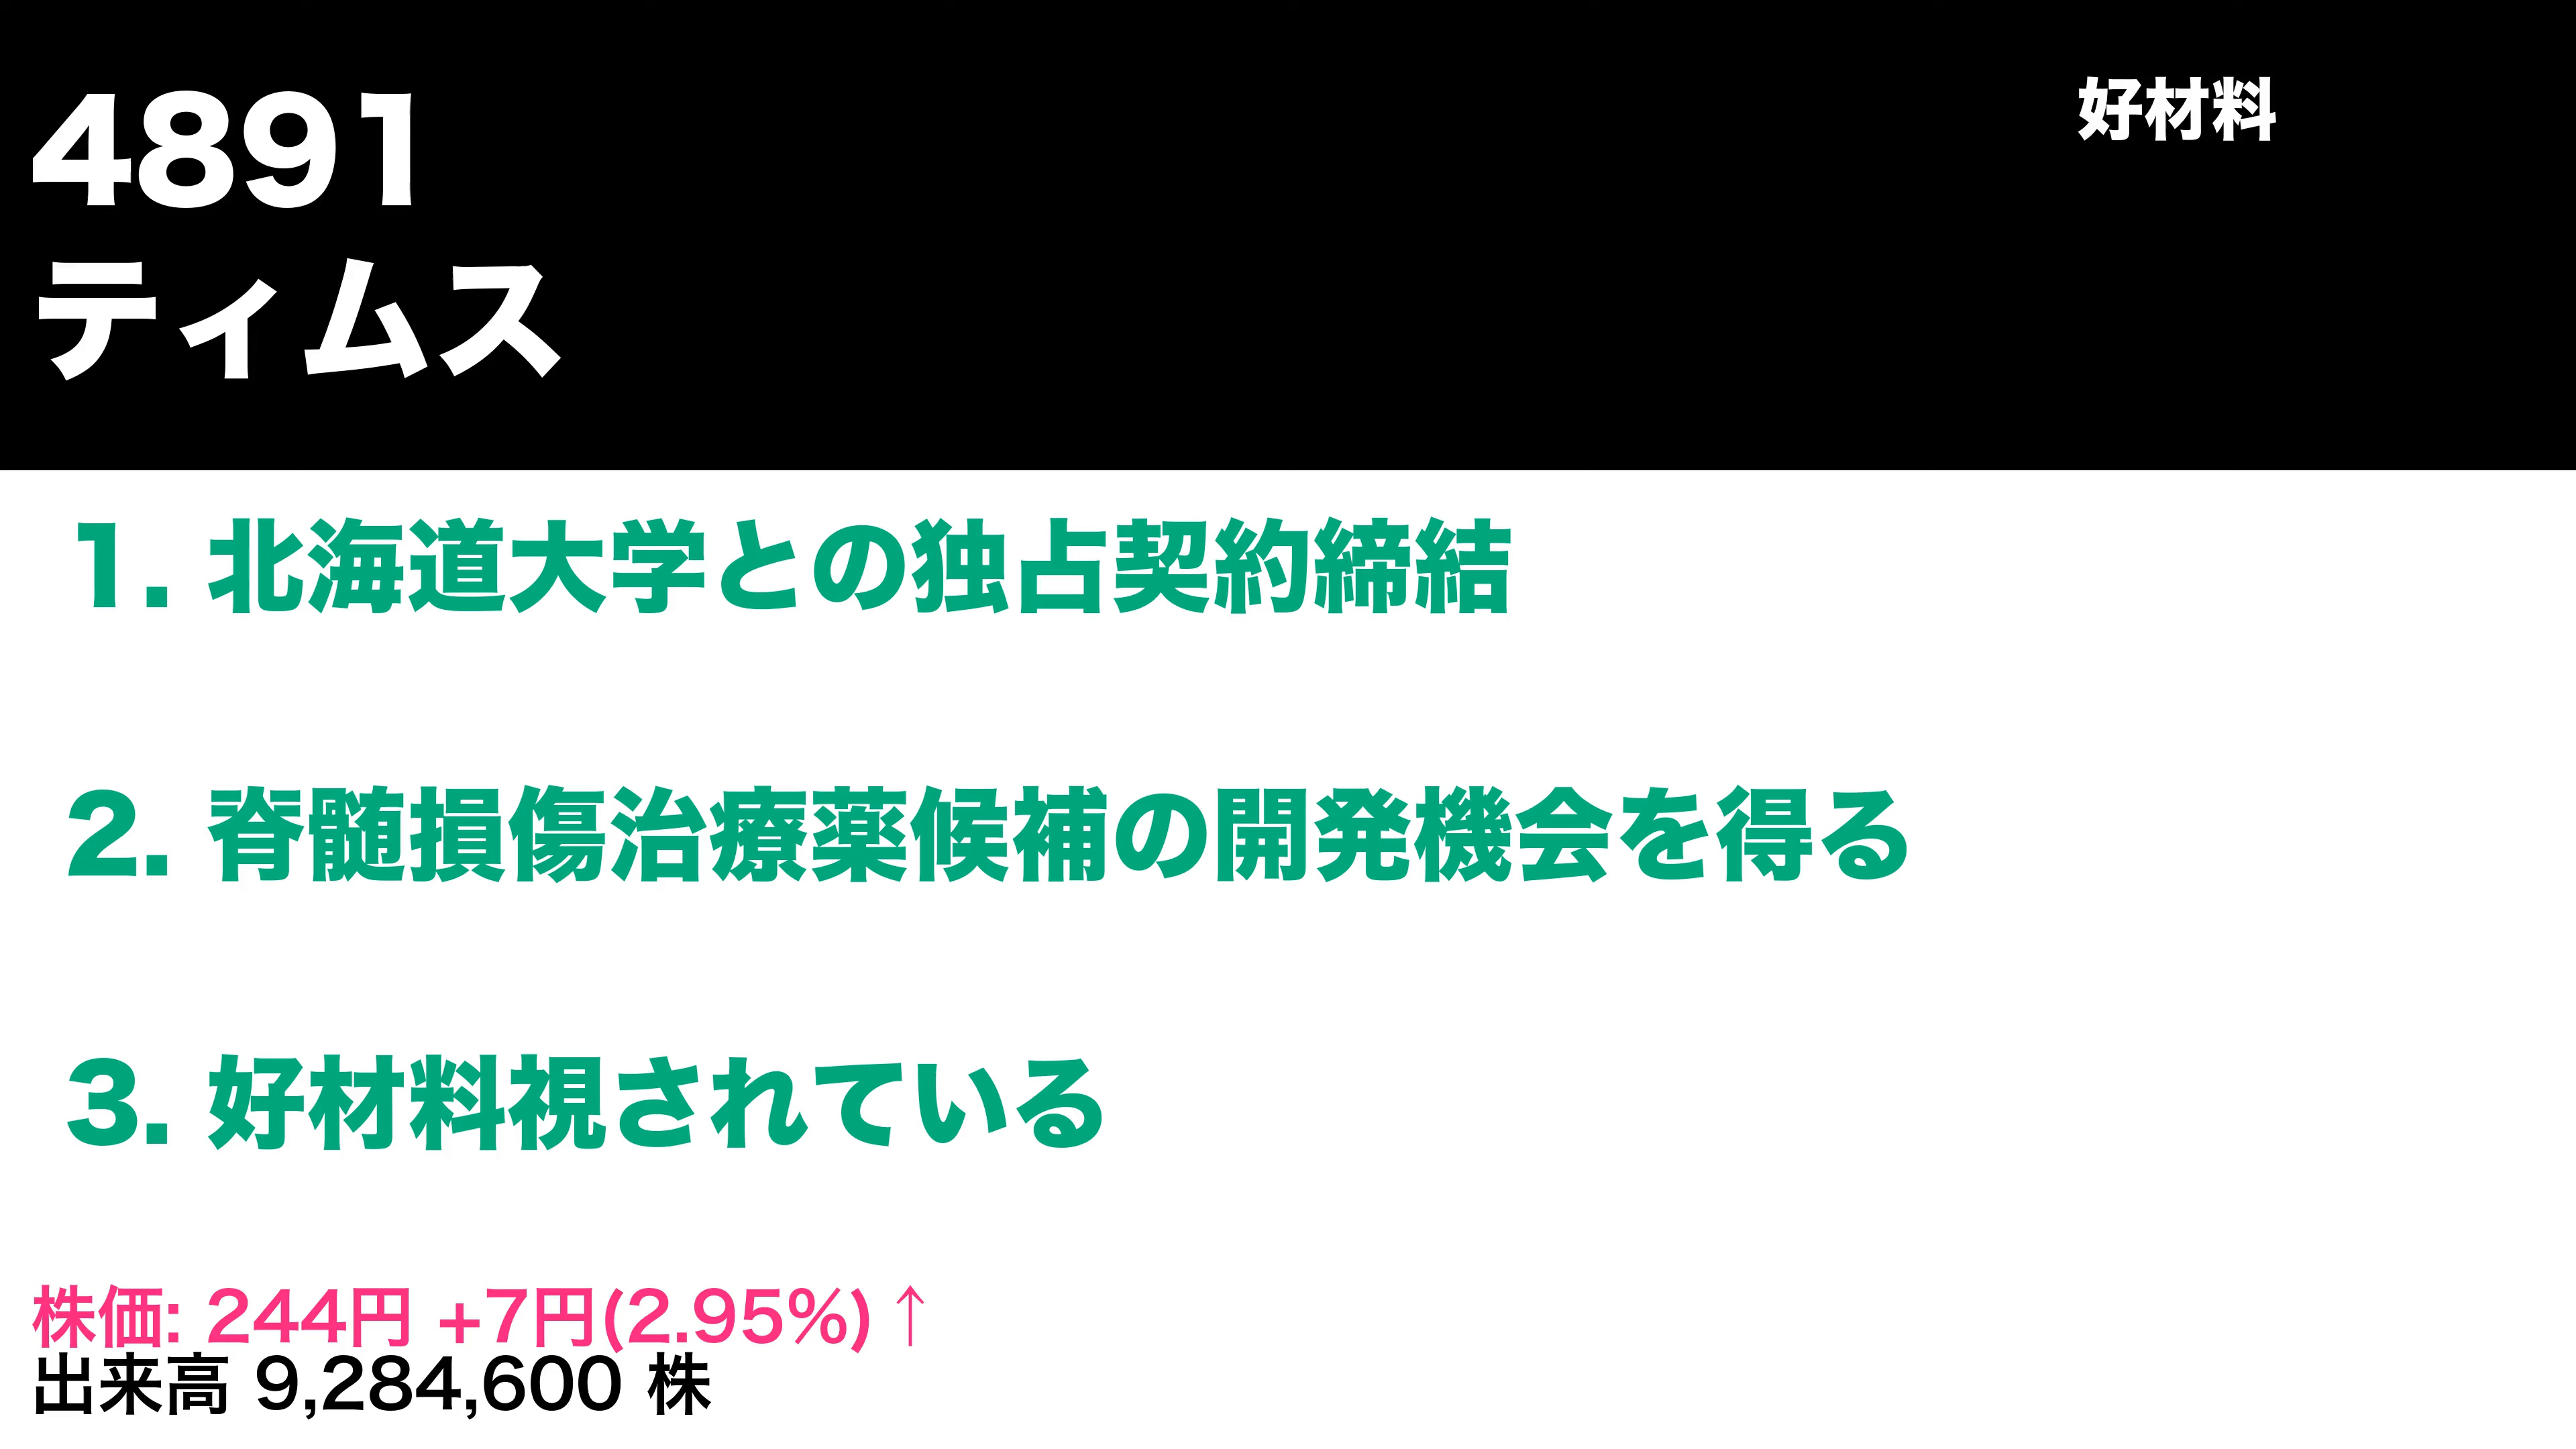 4891
ティムス
好材料
1. 北海道大学との独占契約締結
2. 脊髄損傷治療薬候補の開発機会を得る
3. 好材料視されている
株価: 244円 +7円(2.95%)↑
出来高 9,284,600 株